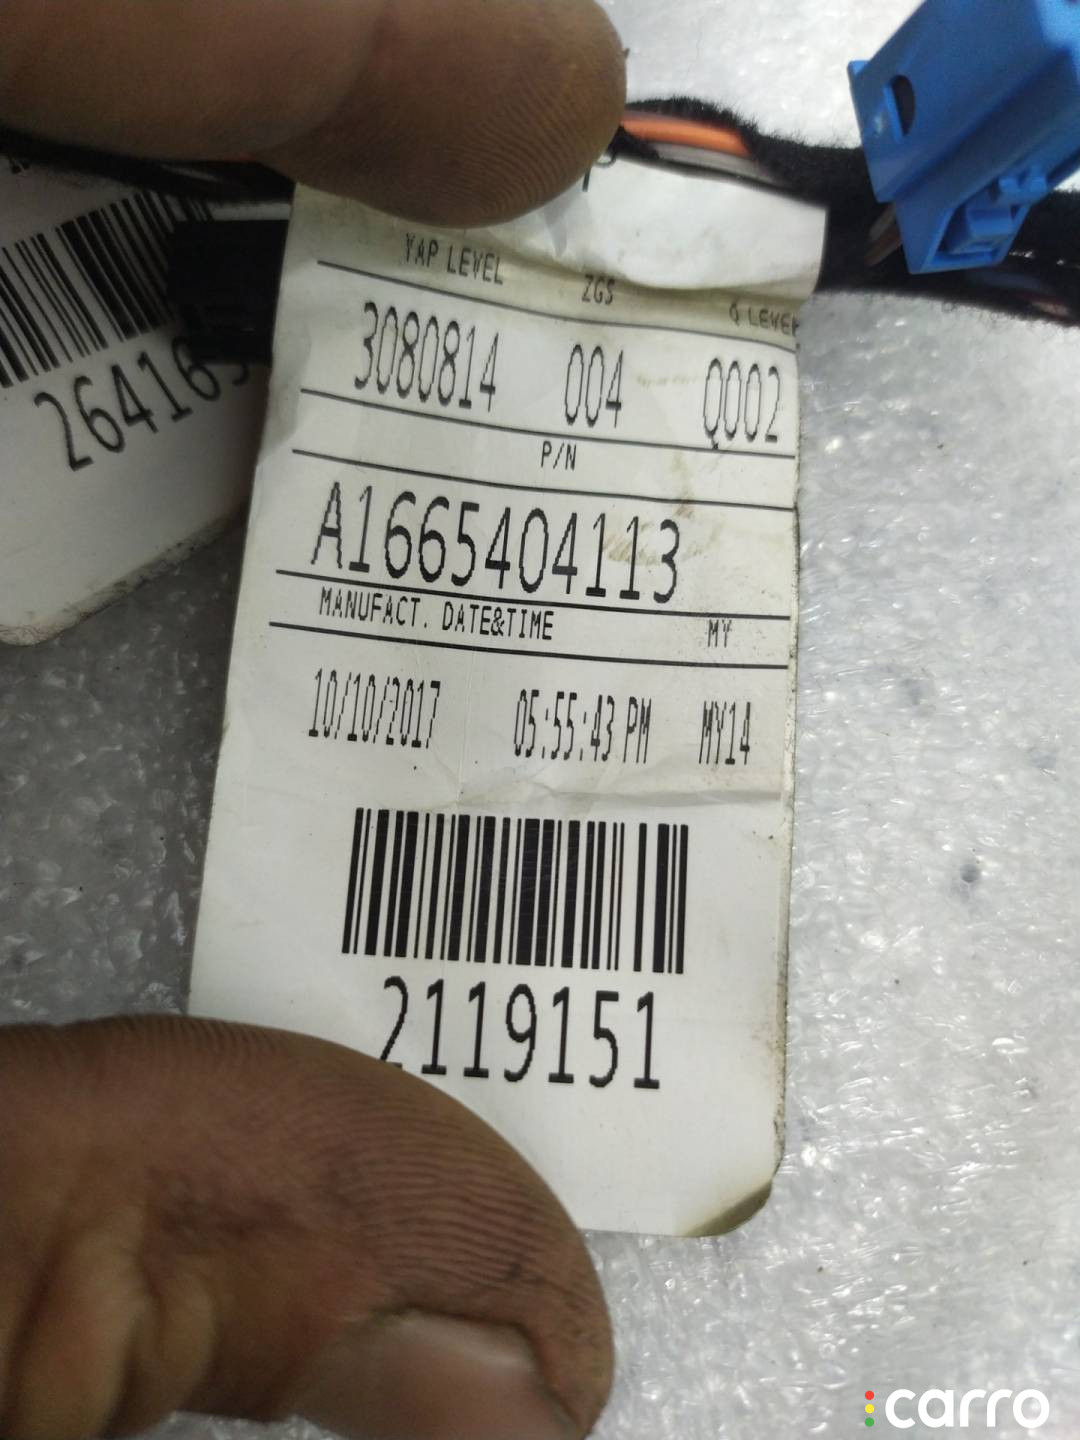 YAP LEVEL ZGS Q LEVEL
3080814 004 Q002
P/N
A1665404113
MANUFACT. DATE&TIME MY
10/10/2017 05:55:43 PM MY14
2119151
carro